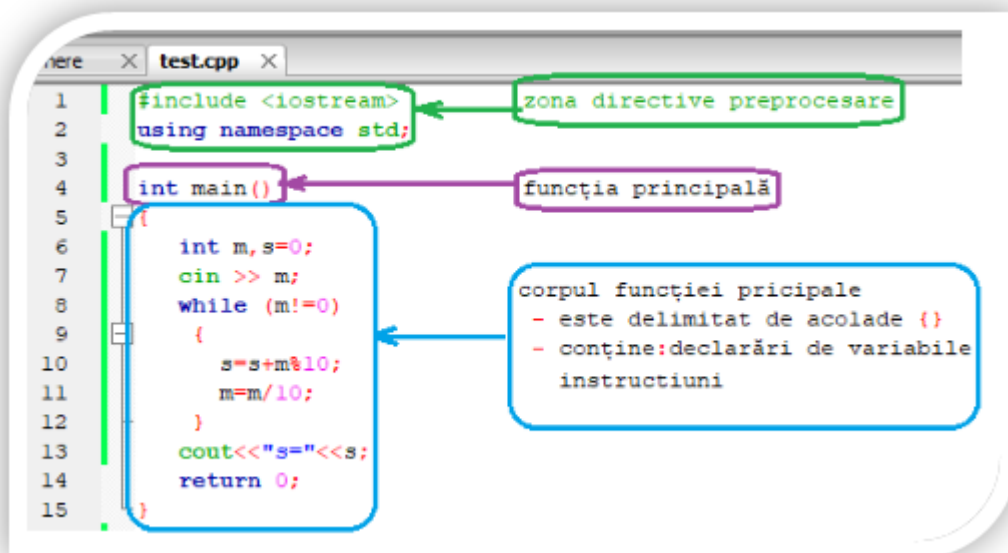 here × test.cpp ×
1 #include <iostream> zona directive preprocesare
2 using namespace std;
3
4 int main() funcția principală
5 {
6 int m,s=0;
7 cin >> m;
8 while (m!=0)
corpul funcției pricipale
9 {
- este delimitat de acolade {}
10 s=s+m%10;
- conține:declarări de variabile
11 m=m/10;
instructiuni
12 }
13 cout<<"s="<<s;
14 return 0;
15 }